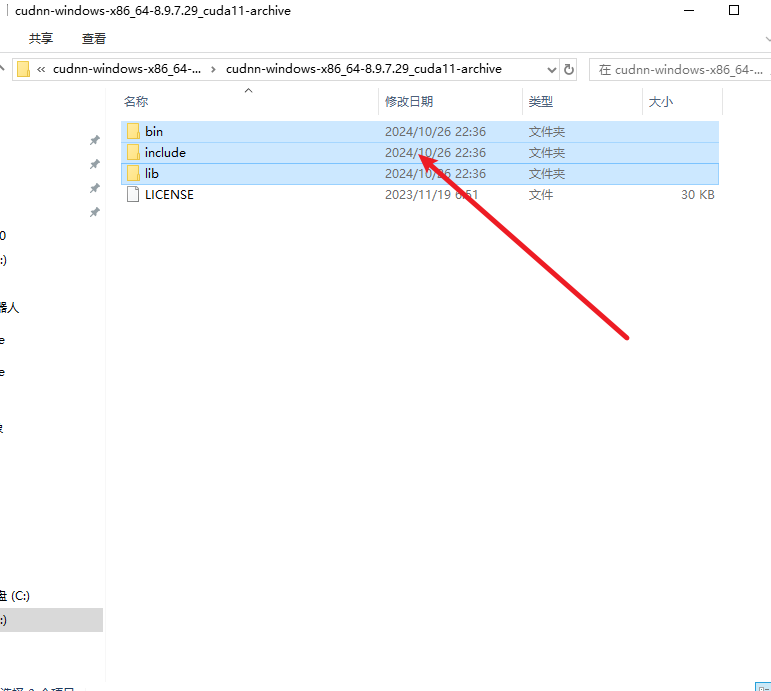 cudnn-windows-x86_64-8.9.7.29_cuda11-archive
共享 查看
« cudnn-windows-x86_64-... › cudnn-windows-x86_64-8.9.7.29_cuda11-archive 在 cudnn-windows-x86_64-...
名称 修改日期 类型 大小
bin 2024/10/26 22:36 文件夹
include 2024/10/26 22:36 文件夹
lib 2024/10/26 22:36 文件夹
LICENSE 2023/11/19 6:51 文件 30 KB
0
:)
器人
e
e
盘 (C:)
:)